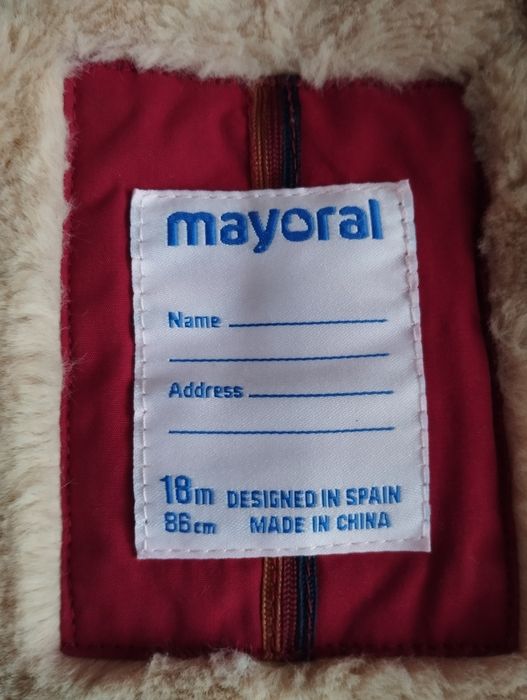 mayoral
Name
Address
18m DESIGNED IN SPAIN
86cm MADE IN CHINA